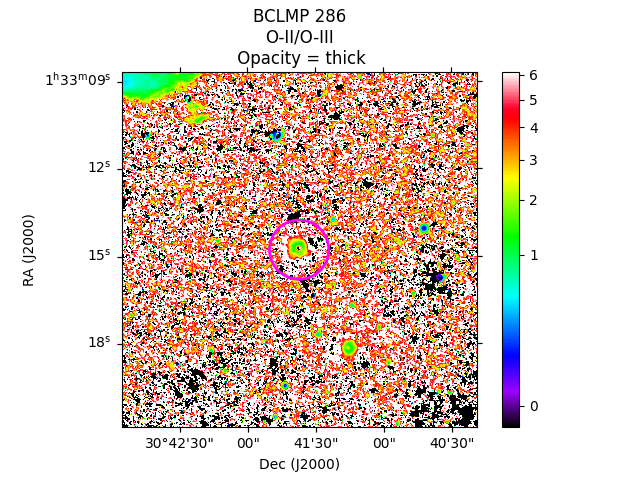 BCLMP 286
O-II/O-III
Opacity = thick
1ʰ33ᵐ09ˢ
12ˢ
15ˢ
18ˢ
RA (J2000)
30°42'30" 00" 41'30" 00" 40'30"
Dec (J2000)
6
5
4
3
2
1
0